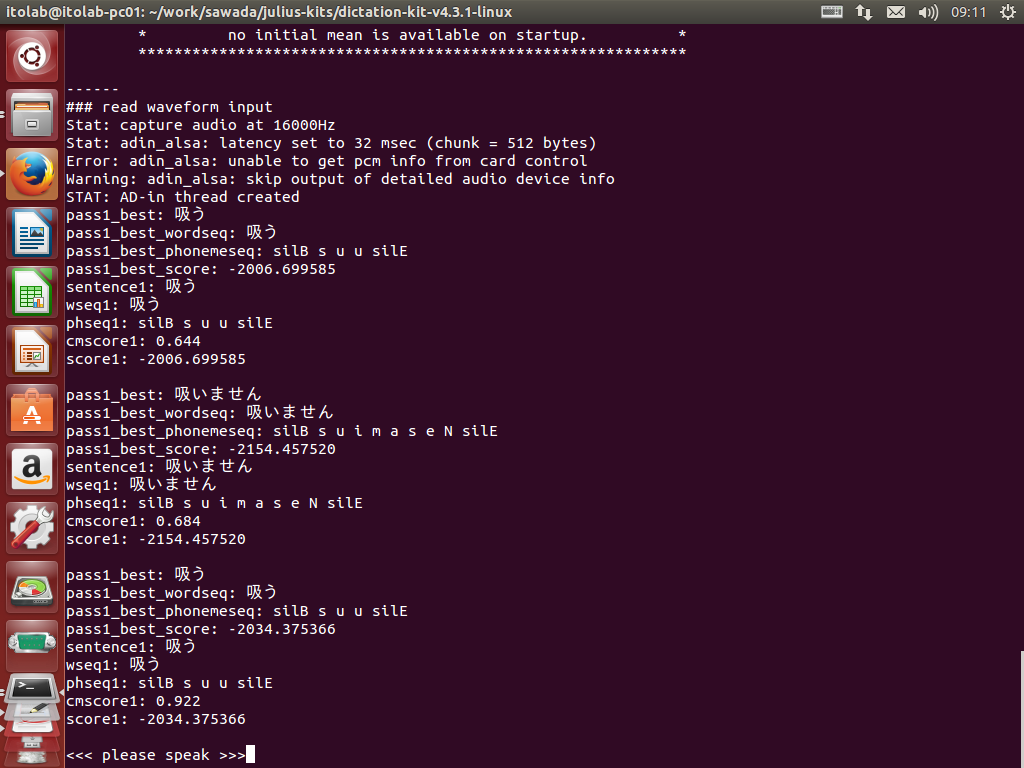 itolab@itolab-pc01: ~/work/sawada/julius-kits/dictation-kit-v4.3.1-linux
09:11
* no initial mean is available on startup. *
*************************************************************
------
### read waveform input
Stat: capture audio at 16000Hz
Stat: adin_alsa: latency set to 32 msec (chunk = 512 bytes)
Error: adin_alsa: unable to get pcm info from card control
Warning: adin_alsa: skip output of detailed audio device info
STAT: AD-in thread created
pass1_best: 吸う
pass1_best_wordseq: 吸う
pass1_best_phonemeseq: silB s u u silE
pass1_best_score: -2006.699585
sentence1: 吸う
wseq1: 吸う
phseq1: silB s u u silE
cmscore1: 0.644
score1: -2006.699585
pass1_best: 吸いません
pass1_best_wordseq: 吸いません
pass1_best_phonemeseq: silB s u i m a s e N silE
pass1_best_score: -2154.457520
sentence1: 吸いません
wseq1: 吸いません
phseq1: silB s u i m a s e N silE
cmscore1: 0.684
score1: -2154.457520
pass1_best: 吸う
pass1_best_wordseq: 吸う
pass1_best_phonemeseq: silB s u u silE
pass1_best_score: -2034.375366
sentence1: 吸う
wseq1: 吸う
phseq1: silB s u u silE
cmscore1: 0.922
score1: -2034.375366
<<< please speak >>>